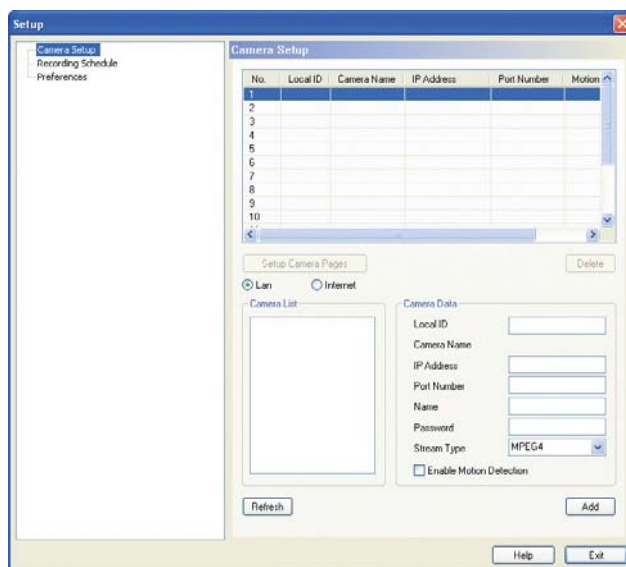 Setup
Camera Setup
Recording Schedule
Preferences
Camera Setup
No. Local ID Camera Name IP Address Port Number Motion
1
2
3
4
5
6
7
8
9
10
Setup Camera Pages Delete
Lan Internet
Camera List
Camera Data
Local ID
Camera Name
IP Address
Port Number
Name
Password
Stream Type MPEG4
Enable Motion Detection
Refresh Add
Help Exit